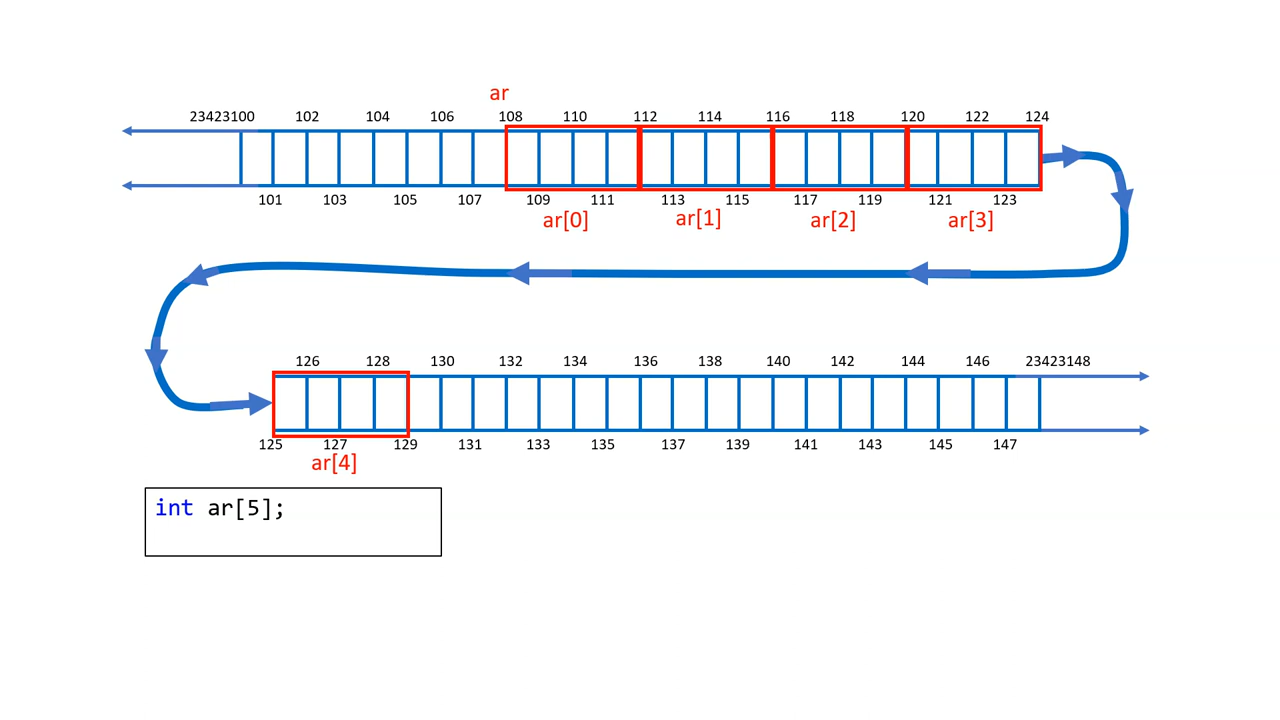 ar
23423100 102 104 106 108 110 112 114 116 118 120 122 124
101 103 105 107 109 111 113 115 117 119 121 123
ar[0] ar[1] ar[2] ar[3]
126 128 130 132 134 136 138 140 142 144 146 23423148
125 127 129 131 133 135 137 139 141 143 145 147
ar[4]
int ar[5];